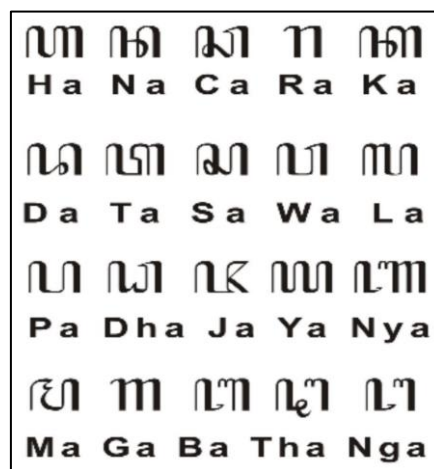 ꦲ ꦤ ꦕ ꦫ ꦏ
Ha Na Ca Ra Ka
ꦢ ꦠ ꦱ ꦮ ꦭ
Da Ta Sa Wa La
ꦥ ꦝ ꦗ ꦪ ꦚ
Pa Dha Ja Ya Nya
ꦩ ꦒ ꦧ ꦛ ꦔ
Ma Ga Ba Tha Nga